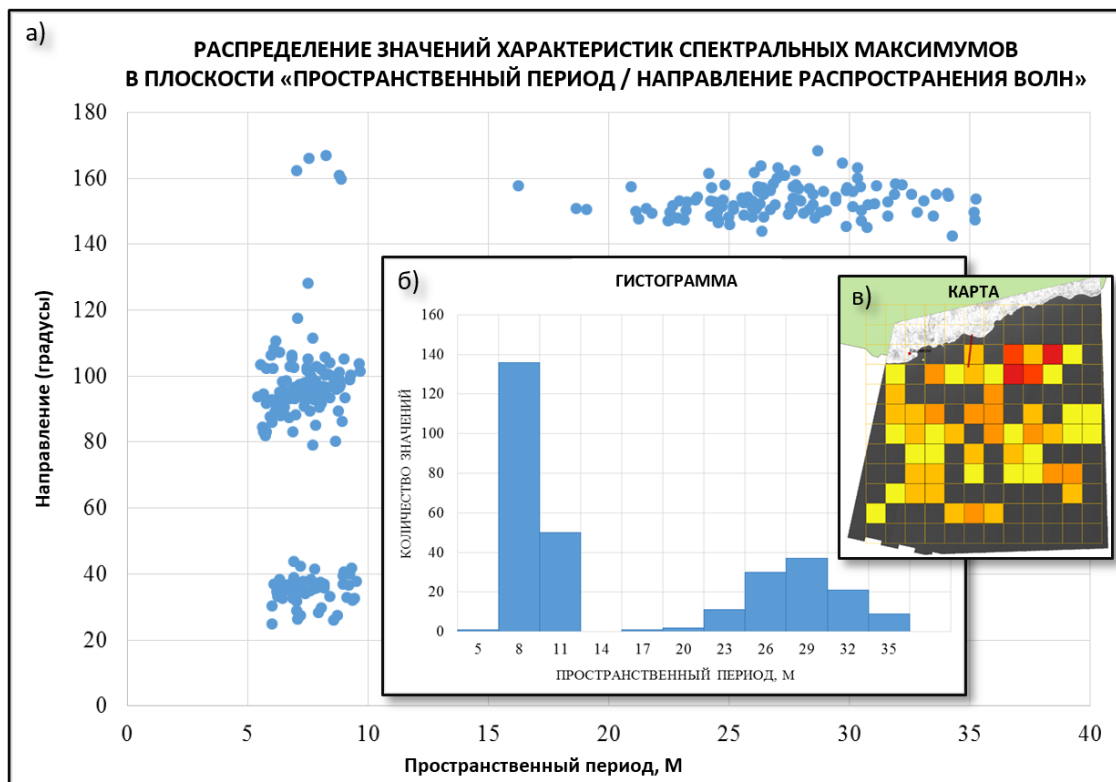 а)
РАСПРЕДЕЛЕНИЕ ЗНАЧЕНИЙ ХАРАКТЕРИСТИК СПЕКТРАЛЬНЫХ МАКСИМУМОВ
В ПЛОСКОСТИ «ПРОСТРАНСТВЕННЫЙ ПЕРИОД / НАПРАВЛЕНИЕ РАСПРОСТРАНЕНИЯ ВОЛН»
180
160
140
120
100
80
60
40
20
0
Направление (градусы)
0 5 10 15 20 25 30 35 40
Пространственный период, М
б)
ГИСТОГРАММА
160
140
120
100
80
60
40
20
0
КОЛИЧЕСТВО ЗНАЧЕНИЙ
5 8 11 14 17 20 23 26 29 32 35
ПРОСТРАНСТВЕННЫЙ ПЕРИОД, М
в)
КАРТА